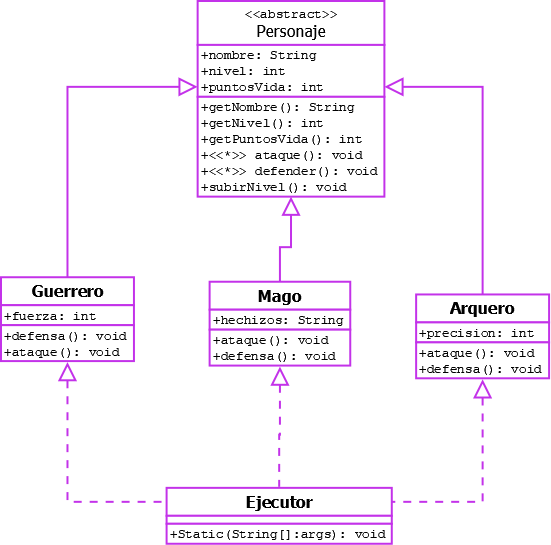 <<abstract>>
Personaje
+nombre: String
+nivel: int
+puntosVida: int
+getNombre(): String
+getNivel(): int
+getPuntosVida(): int
+<<*>> ataque(): void
+<<*>> defender(): void
+subirNivel(): void
Guerrero
+fuerza: int
+defensa(): void
+ataque(): void
Mago
+hechizos: String
+ataque(): void
+defensa(): void
Arquero
+precision: int
+ataque(): void
+defensa(): void
Ejecutor
+Static(String[]:args): void